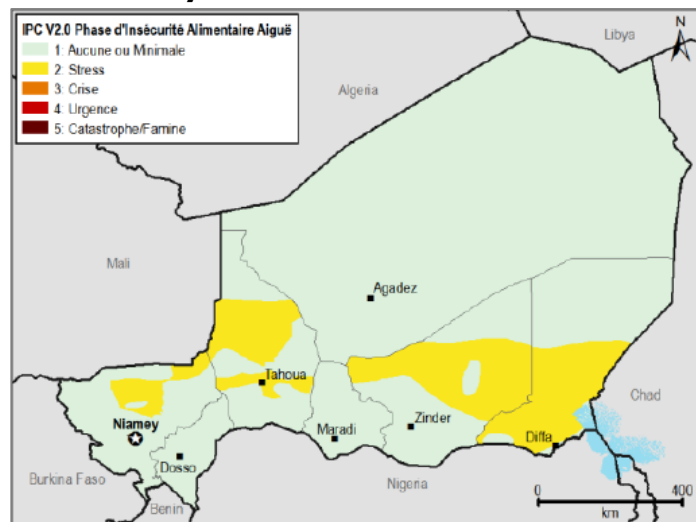 IPC V2.0 Phase d'Insécurité Alimentaire Aiguë
1: Aucune ou Minimale
2: Stress
3: Crise
4: Urgence
5: Catastrophe/Famine
Libya
N
Algeria
Mali
Agadez
Tahoua
Chad
Niamey
Maradi
Zinder
Diffa
Dosso
Burkina Faso
Nigeria
Benin
0 400
km